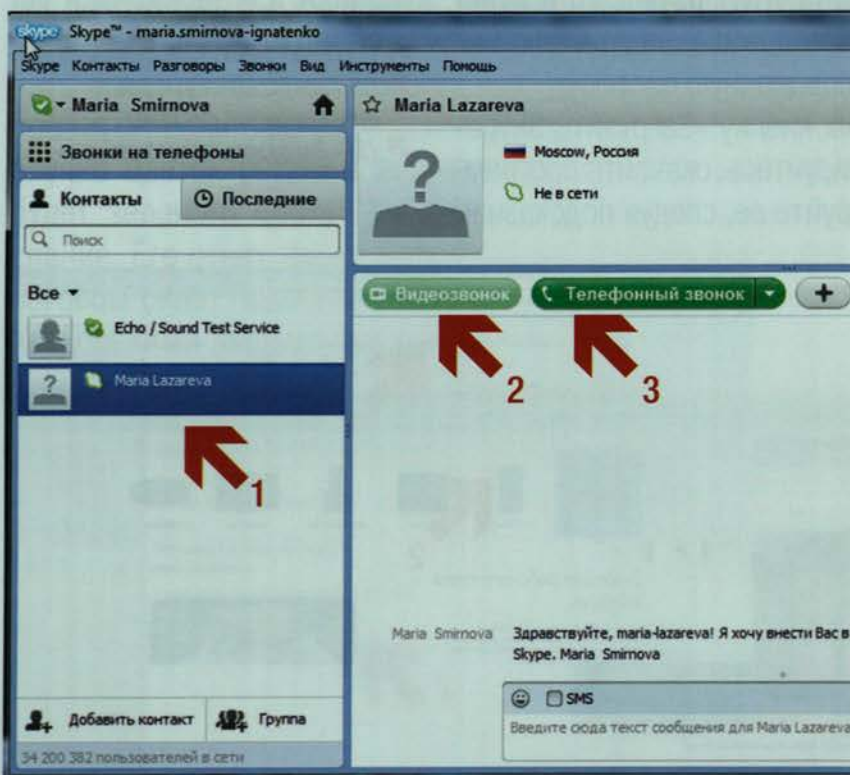 skype Skype™ - maria.smirnova-ignatenko
Skype Контакты Разговоры Звонки Вид Инструменты Помощь
Maria Smirnova
Звонки на телефоны
Контакты Последние
Поиск
Все
Echo / Sound Test Service
Maria Lazareva
1
Добавить контакт Группа
34 200 382 пользователей в сети
Maria Lazareva
?
Moscow, Россия
Не в сети
Видеозвонок Телефонный звонок +
2 3
Maria Smirnova Здравствуйте, maria-lazareva! Я хочу внести Вас в
Skype. Maria Smirnova
SMS
Введите сюда текст сообщения для Maria Lazareva